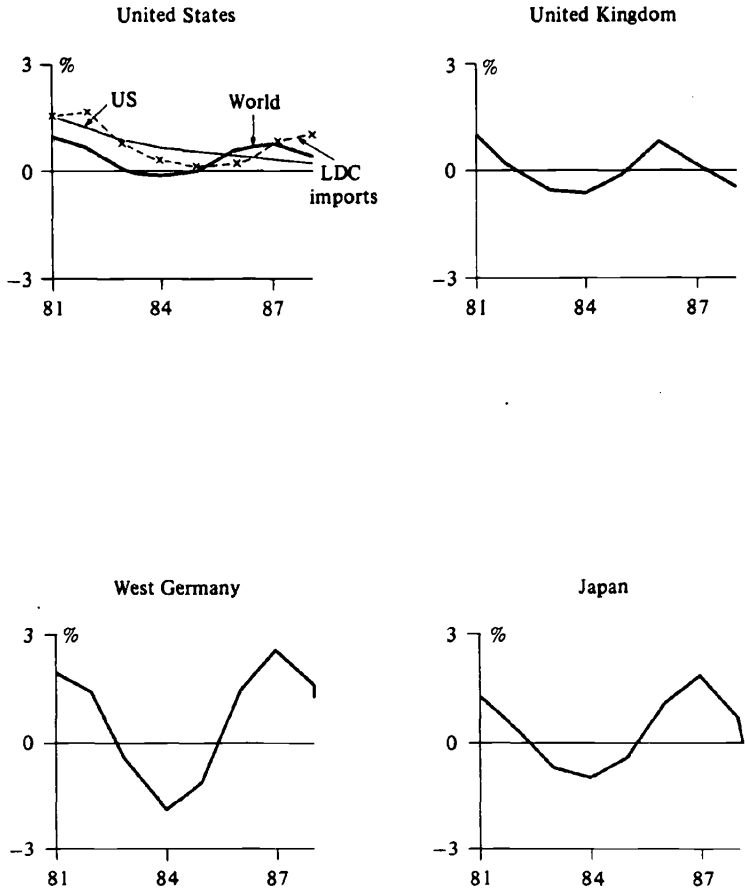 United States
3 %
US
World
0
LDC
imports
−3
81 84 87
United Kingdom
3 %
0
−3
81 84 87
West Germany
3 %
0
−3
81 84 87
Japan
3 %
0
−3
81 84 87